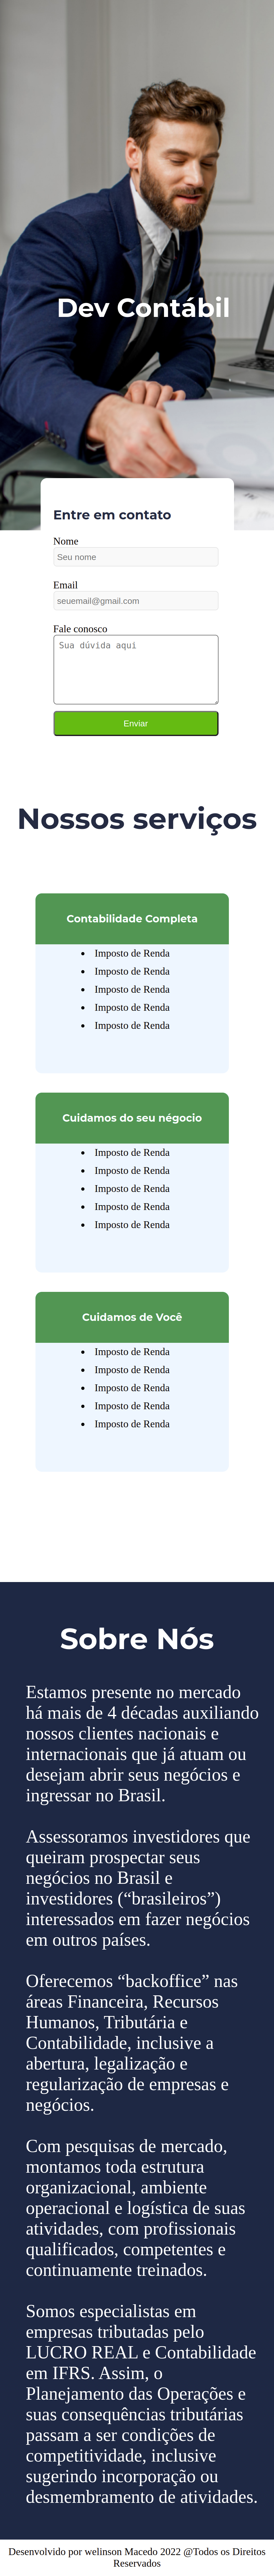 Dev Contábil
Entre em contato
Nome
Seu nome
Email
seuemail@gmail.com
Fale conosco
Sua dúvida aqui
Enviar
Nossos serviços
Contabilidade Completa
• Imposto de Renda
• Imposto de Renda
• Imposto de Renda
• Imposto de Renda
• Imposto de Renda
Cuidamos do seu négocio
• Imposto de Renda
• Imposto de Renda
• Imposto de Renda
• Imposto de Renda
• Imposto de Renda
Cuidamos de Você
• Imposto de Renda
• Imposto de Renda
• Imposto de Renda
• Imposto de Renda
• Imposto de Renda
Sobre Nós
Estamos presente no mercado
há mais de 4 décadas auxiliando
nossos clientes nacionais e
internacionais que já atuam ou
desejam abrir seus negócios e
ingressar no Brasil.
Assessoramos investidores que
queiram prospectar seus
negócios no Brasil e
investidores (“brasileiros”)
interessados em fazer negócios
em outros países.
Oferecemos “backoffice” nas
áreas Financeira, Recursos
Humanos, Tributária e
Contabilidade, inclusive a
abertura, legalização e
regularização de empresas e
negócios.
Com pesquisas de mercado,
montamos toda estrutura
organizacional, ambiente
operacional e logística de suas
atividades, com profissionais
qualificados, competentes e
continuamente treinados.
Somos especialistas em
empresas tributadas pelo
LUCRO REAL e Contabilidade
em IFRS. Assim, o
Planejamento das Operações e
suas consequências tributárias
passam a ser condições de
competitividade, inclusive
sugerindo incorporação ou
desmembramento de atividades.
Desenvolvido por welinson Macedo 2022 @Todos os Direitos
Reservados